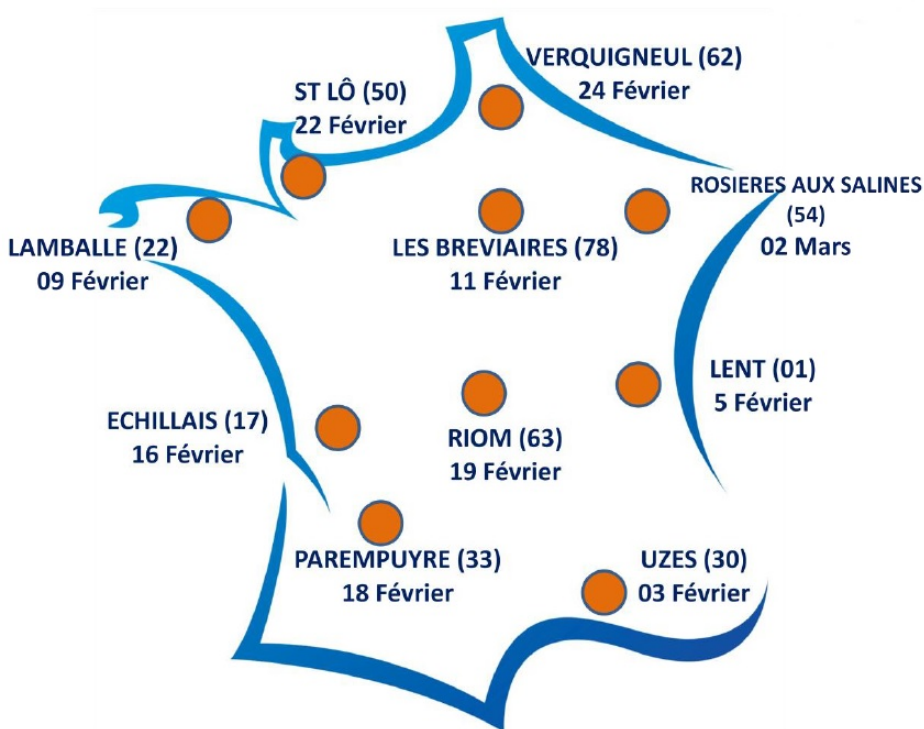 VERQUIGNEUL (62)
24 Février
ST LÔ (50)
22 Février
ROSIERES AUX SALINES
(54)
02 Mars
LAMBALLE (22)
09 Février
LES BREVIAIRES (78)
11 Février
LENT (01)
5 Février
ECHILLAIS (17)
16 Février
RIOM (63)
19 Février
PAREMPUYRE (33)
18 Février
UZES (30)
03 Février